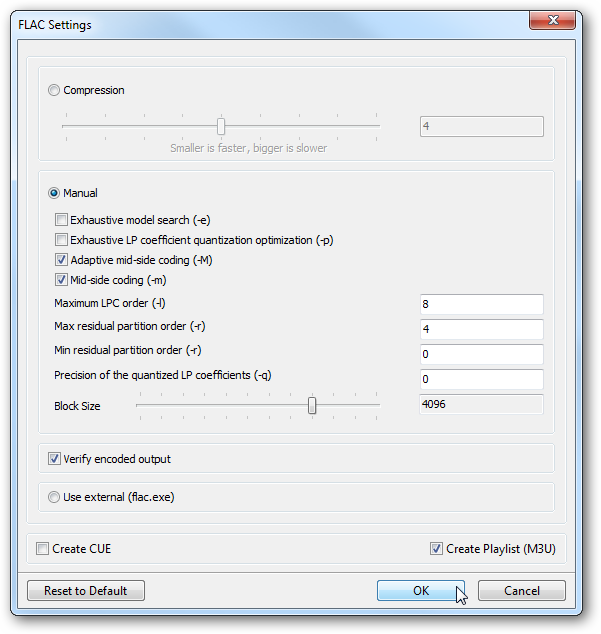 FLAC Settings
Compression
4
Smaller is faster, bigger is slower
Manual
Exhaustive model search (-e)
Exhaustive LP coefficient quantization optimization (-p)
Adaptive mid-side coding (-M)
Mid-side coding (-m)
Maximum LPC order (-l) 8
Max residual partition order (-r) 4
Min residual partition order (-r) 0
Precision of the quantized LP coefficients (-q) 0
Block Size 4096
Verify encoded output
Use external (flac.exe)
Create CUE Create Playlist (M3U)
Reset to Default OK Cancel